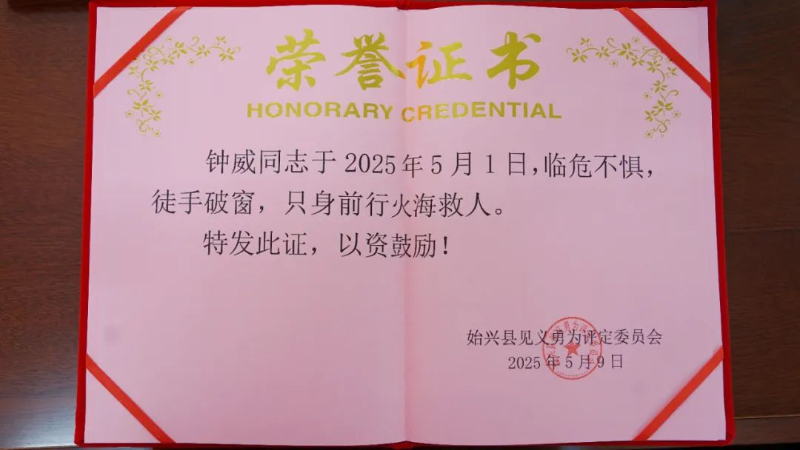 荣誉证书
HONORARY CREDENTIAL
钟威同志于 2025 年 5 月 1 日，临危不惧，
徒手破窗，只身前行火海救人。
特发此证，以资鼓励！
始兴县见义勇为评定委员会
2025 年 5 月 9 日